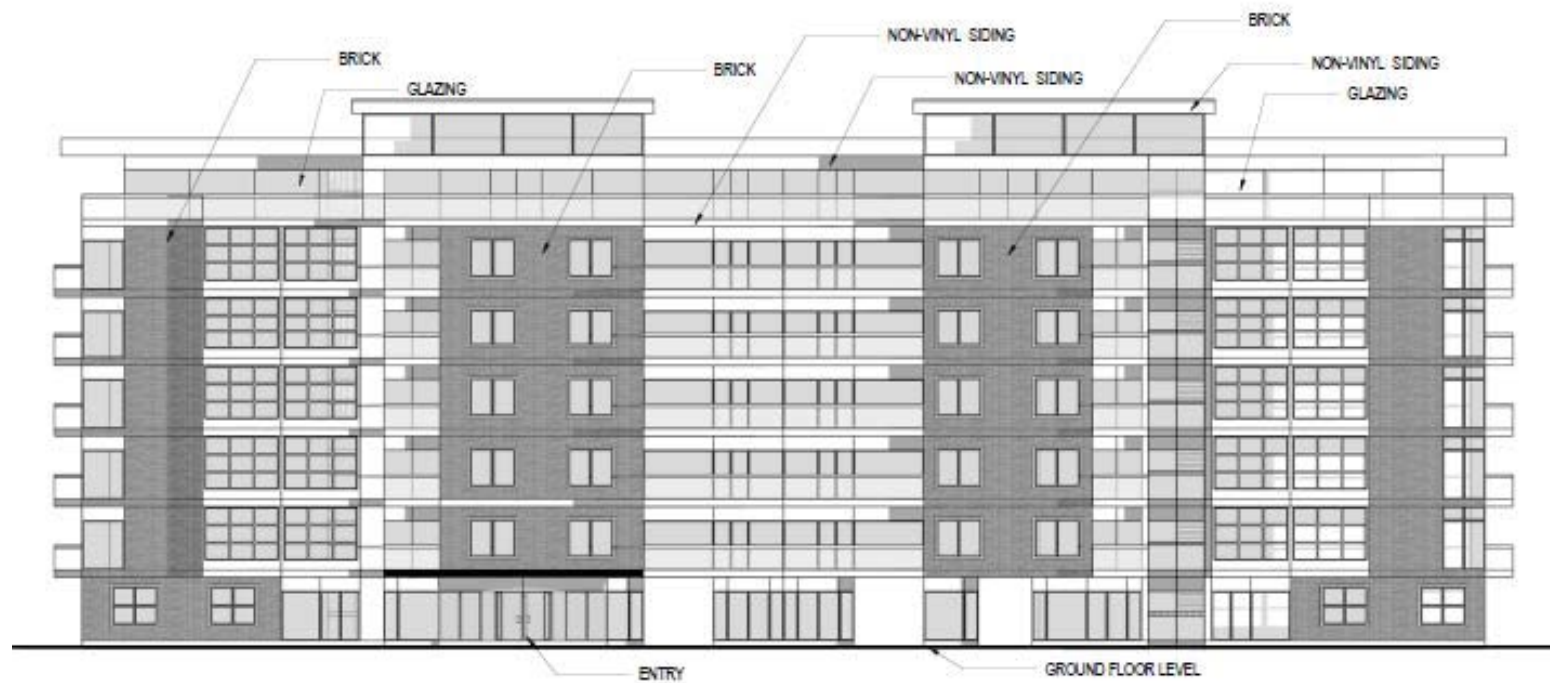 BRICK
NON-VINYL SIDING
BRICK
NON-VINYL SIDING
BRICK
NON-VINYL SIDING
GLAZING
GLAZING
ENTRY
GROUND FLOOR LEVEL